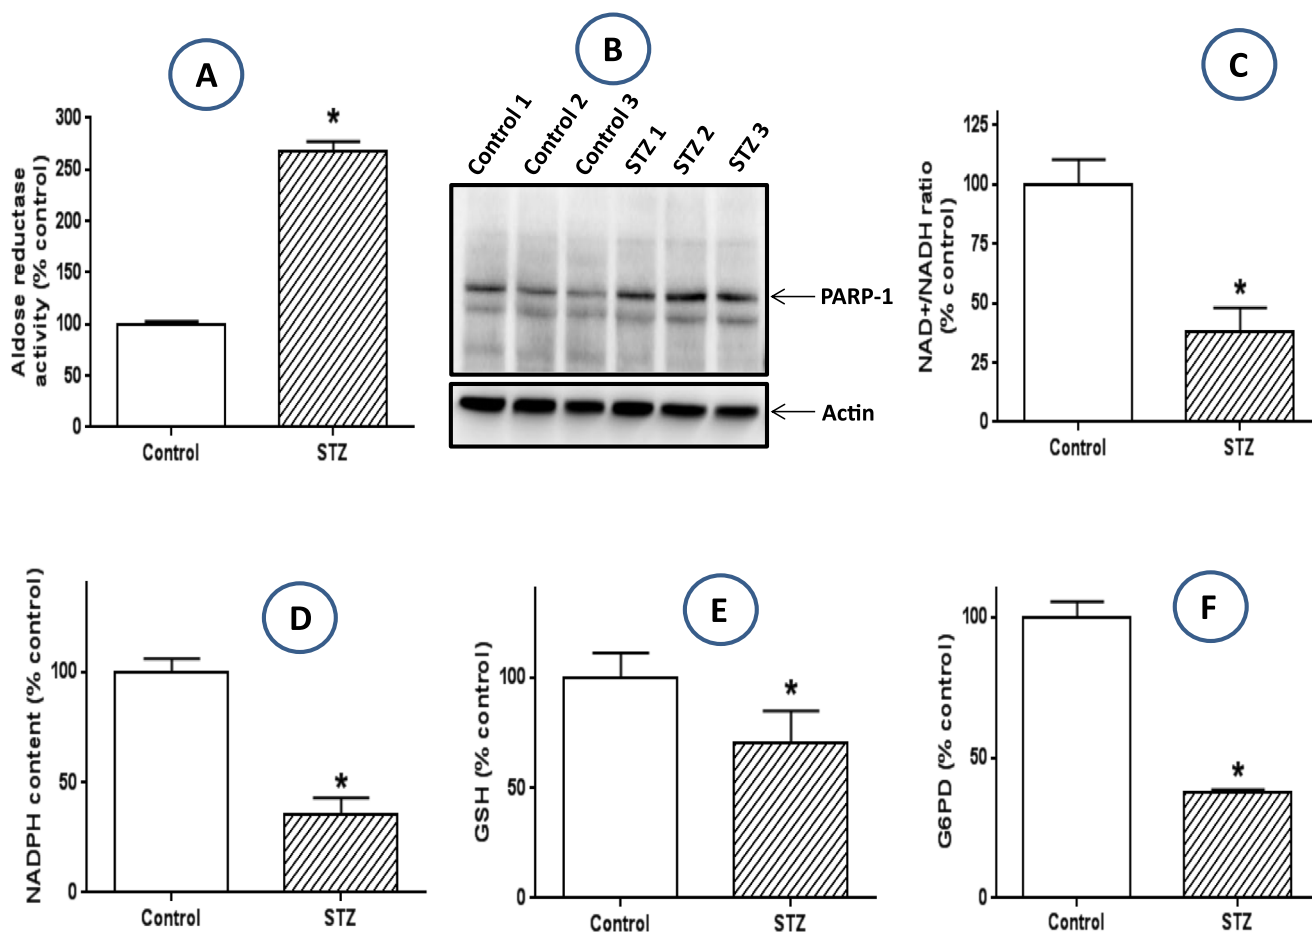 A
Aldose reductase
activity (% control)
300
250
200
150
100
50
0
*
Control
STZ
B
Control 1
Control 2
Control 3
STZ 1
STZ 2
STZ 3
PARP-1
Actin
C
NAD+/NADH ratio
(% control)
125
100
75
50
25
0
*
Control
STZ
D
NADPH content (% control)
100
50
0
*
Control
STZ
E
GSH (% control)
100
50
0
*
Control
STZ
F
G6PD (% control)
100
50
0
*
Control
STZ